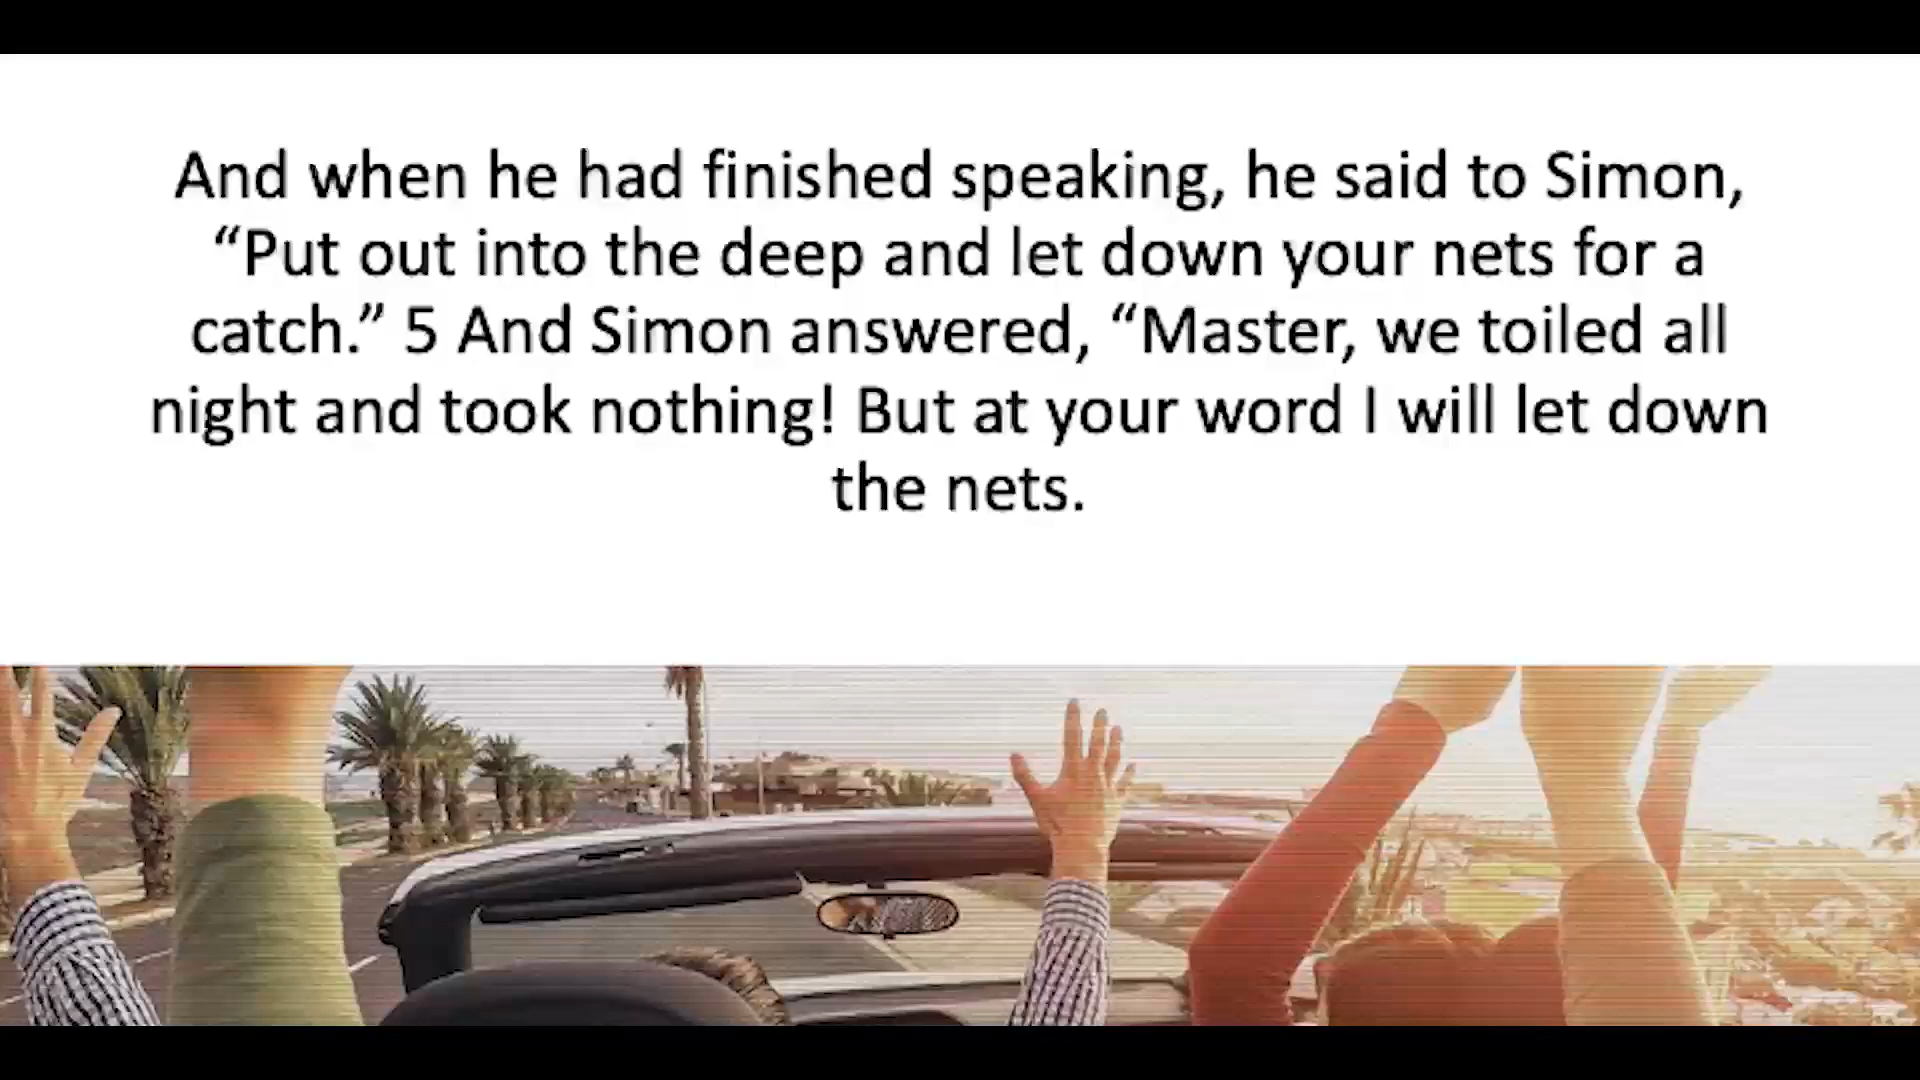 And when he had finished speaking, he said to Simon,
“Put out into the deep and let down your nets for a
catch.” 5 And Simon answered, “Master, we toiled all
night and took nothing! But at your word I will let down
the nets.